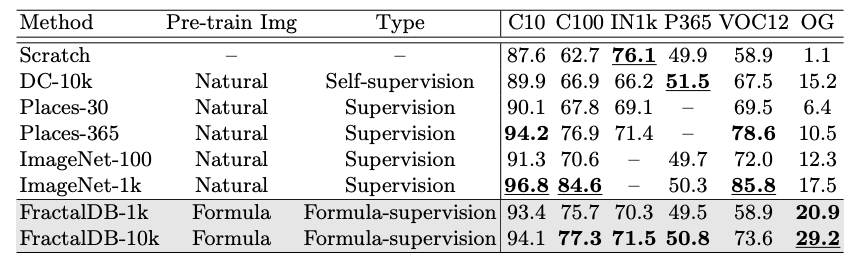 Method Pre-train Img Type C10 C100 IN1k P365 VOC12 OG
Scratch – – 87.6 62.7 76.1 49.9 58.9 1.1
DC-10k Natural Self-supervision 89.9 66.9 66.2 51.5 67.5 15.2
Places-30 Natural Supervision 90.1 67.8 69.1 – 69.5 6.4
Places-365 Natural Supervision 94.2 76.9 71.4 – 78.6 10.5
ImageNet-100 Natural Supervision 91.3 70.6 – 49.7 72.0 12.3
ImageNet-1k Natural Supervision 96.8 84.6 – 50.3 85.8 17.5
FractalDB-1k Formula Formula-supervision 93.4 75.7 70.3 49.5 58.9 20.9
FractalDB-10k Formula Formula-supervision 94.1 77.3 71.5 50.8 73.6 29.2